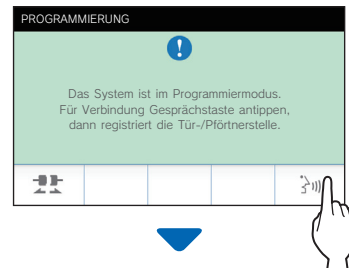 PROGRAMMIERUNG
Das System ist im Programmiermodus.
Für Verbindung Gesprächstaste antippen,
dann registriert die Tür-/Pförtnerstelle.